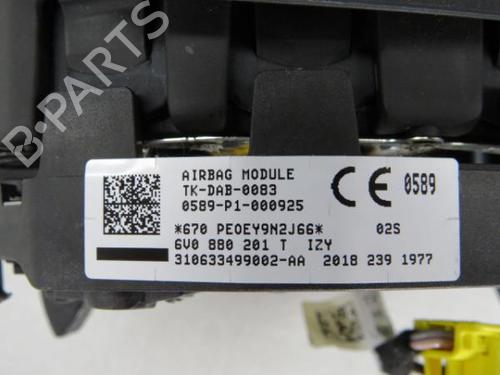 B-PARTS
AIRBAG MODULE
TK-DAB-0083
0589-P1-000925
CE 0589
*670 PEOEY9N2J66* 02S
6V0 880 201 T IZY
310633499002-AA 2018 239 1977